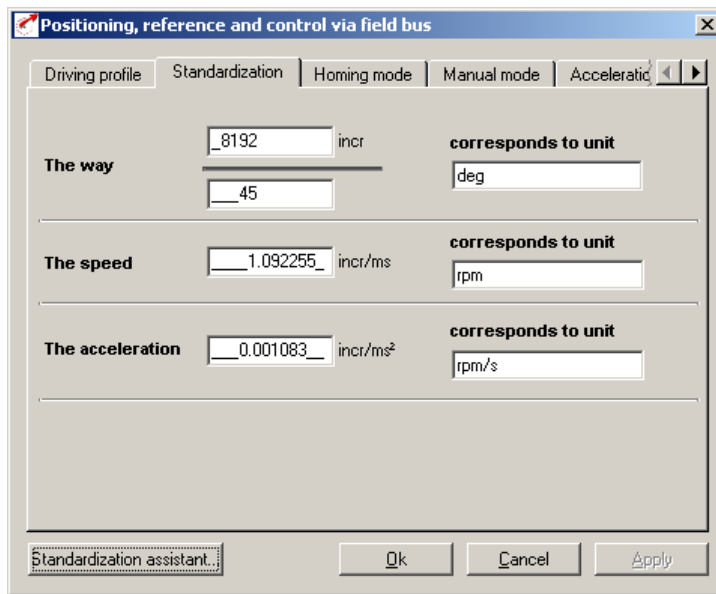 Positioning, reference and control via field bus
Driving profile Standardization Homing mode Manual mode Acceleratic
The way _8192 incr corresponds to unit
___45 deg
The speed ____1.092255_ incr/ms corresponds to unit
rpm
The acceleration ___0.001083__ incr/ms² corresponds to unit
rpm/s
Standardization assistant... Ok Cancel Apply